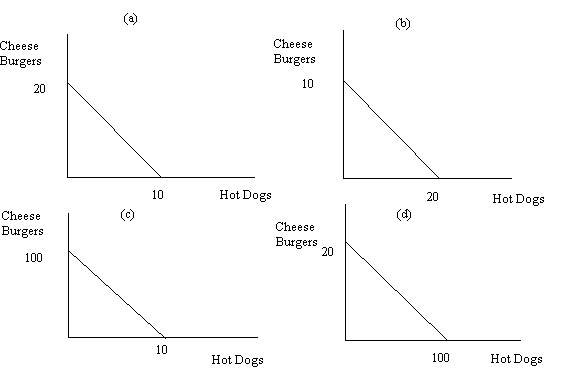 (a)
Cheese
Burgers
20
10
Hot Dogs
(b)
Cheese
Burgers
10
20
Hot Dogs
(c)
Cheese
Burgers
100
10
Hot Dogs
(d)
Cheese
Burgers
20
100
Hot Dogs